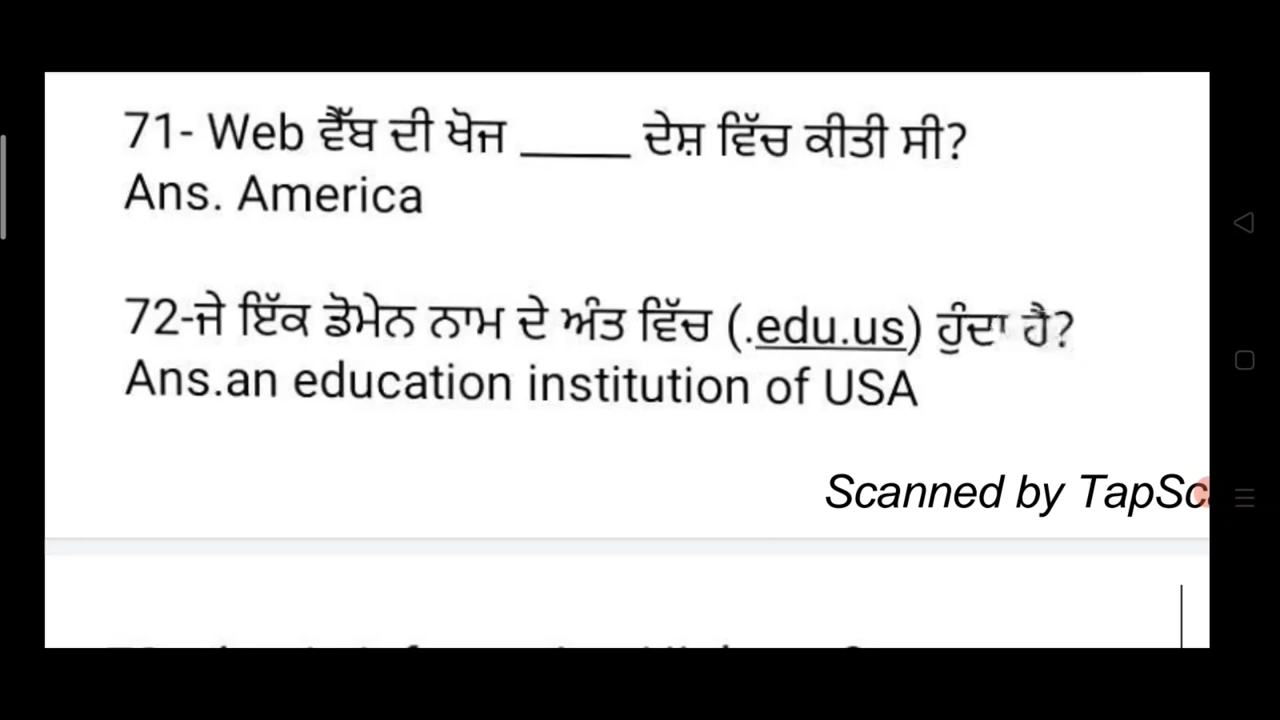 71- Web ਵੈੱਬ ਦੀ ਖੋਜ _____ ਦੇਸ਼ ਵਿੱਚ ਕੀਤੀ ਸੀ?
Ans. America
72-ਜੇ ਇੱਕ ਡੋਮੇਨ ਨਾਮ ਦੇ ਅੰਤ ਵਿੱਚ (.edu.us) ਹੁੰਦਾ ਹੈ?
Ans.an education institution of USA
Scanned by TapSc